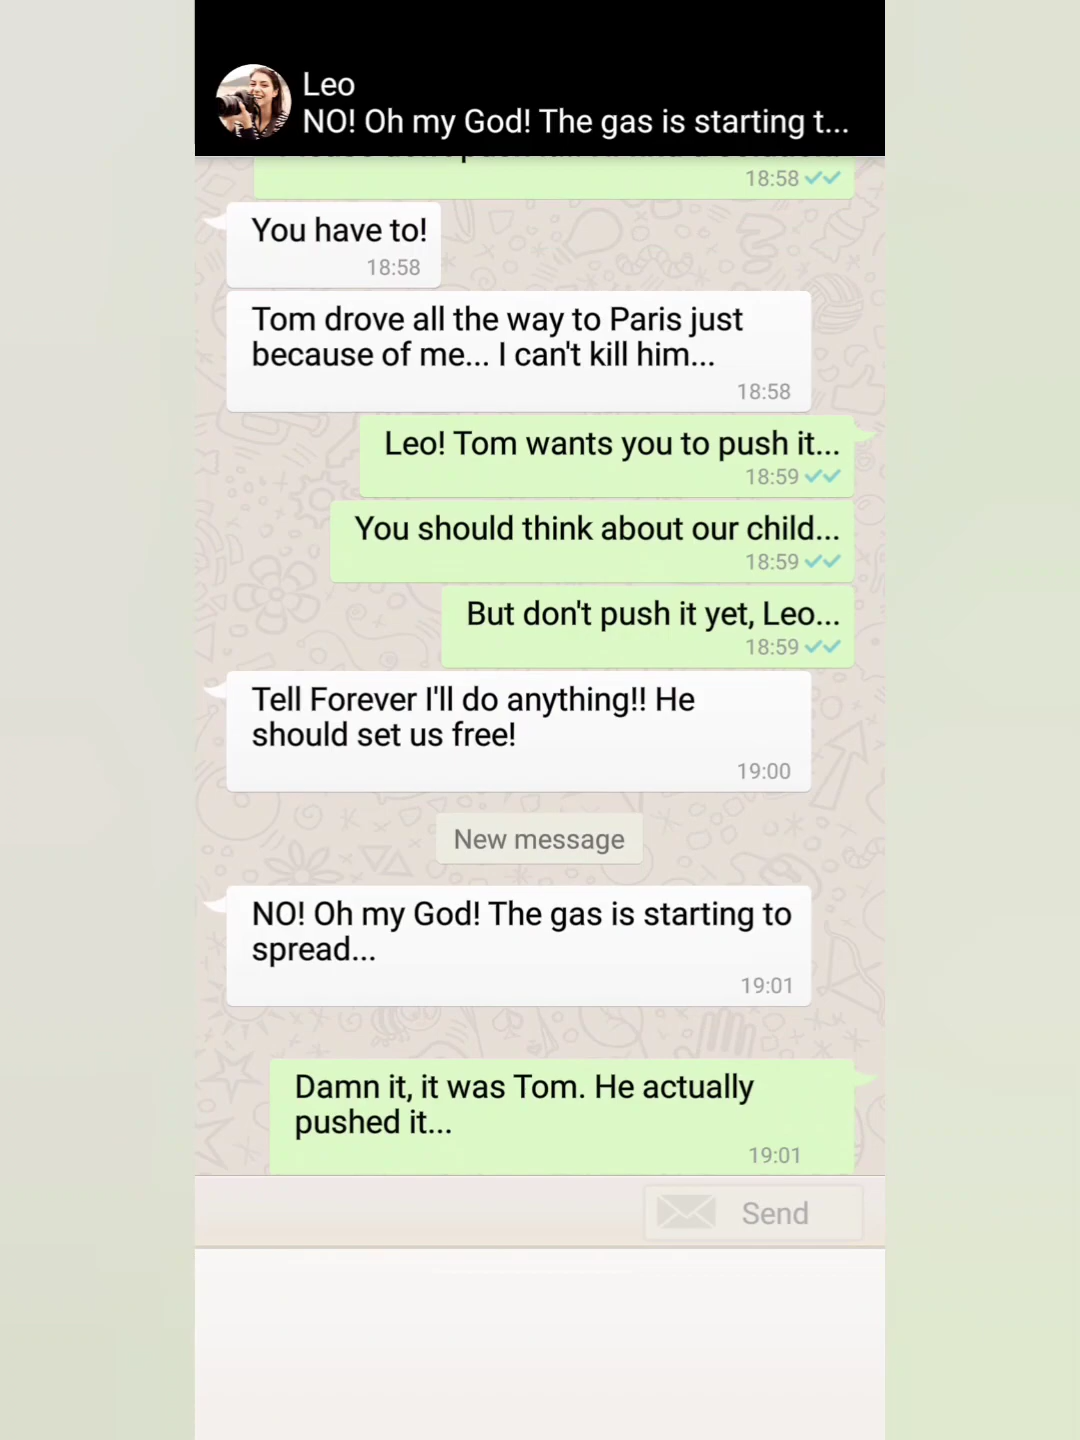 Leo
NO! Oh my God! The gas is starting t...
18:58
You have to!
18:58
Tom drove all the way to Paris just
because of me... I can't kill him...
18:58
Leo! Tom wants you to push it...
18:59
You should think about our child...
18:59
But don't push it yet, Leo...
18:59
Tell Forever I'll do anything!! He
should set us free!
19:00
New message
NO! Oh my God! The gas is starting to
spread...
19:01
Damn it, it was Tom. He actually
pushed it...
19:01
Send